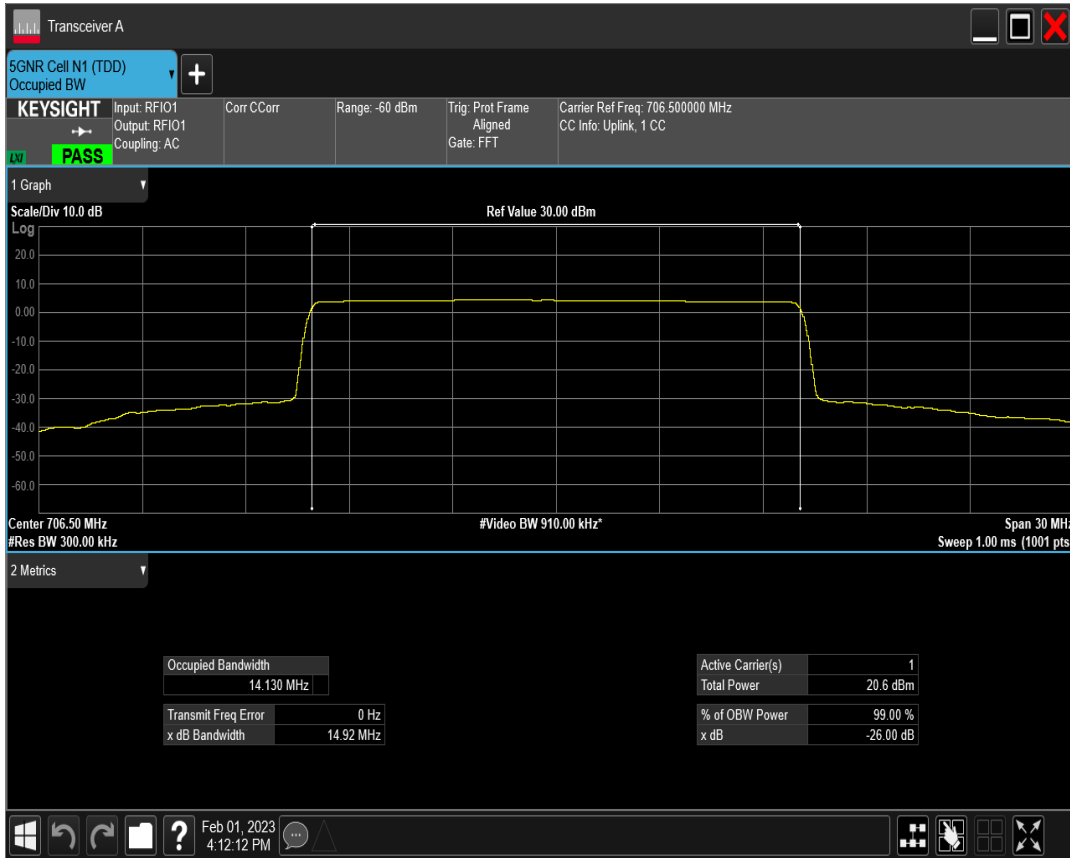 Transceiver A
5GNR Cell N1 (TDD)
Occupied BW
KEYSIGHT
LXI
PASS
Input: RFIO1
Output: RFIO1
Coupling: AC
Corr CCorr
Range: -60 dBm
Trig: Prot Frame
Aligned
Gate: FFT
Carrier Ref Freq: 706.500000 MHz
CC Info: Uplink, 1 CC
1 Graph
Scale/Div 10.0 dB
Ref Value 30.00 dBm
Log
20.0
10.0
0.00
-10.0
-20.0
-30.0
-40.0
-50.0
-60.0
Center 706.50 MHz
#Video BW 910.00 kHz*
Span 30 MHz
#Res BW 300.00 kHz
Sweep 1.00 ms (1001 pts
2 Metrics
Occupied Bandwidth
14.130 MHz
Transmit Freq Error 0 Hz
x dB Bandwidth 14.92 MHz
Active Carrier(s) 1
Total Power 20.6 dBm
% of OBW Power 99.00 %
x dB -26.00 dB
?
Feb 01, 2023
4:12:12 PM